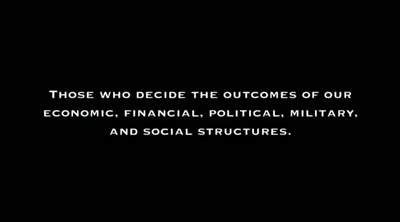 Those who decide the outcomes of our
economic, financial, political, military,
and social structures.